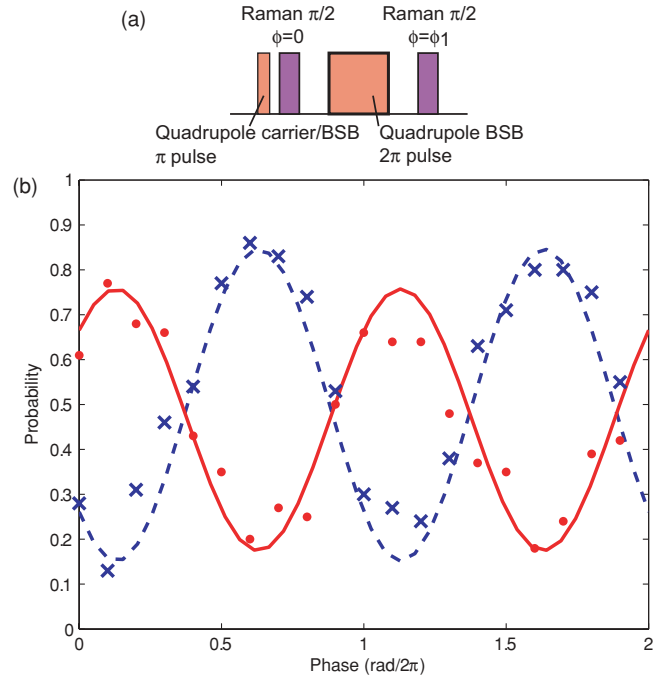 (a)
Raman π/2 Raman π/2
ϕ=0 ϕ=ϕ1
Quadrupole carrier/BSB Quadrupole BSB
π pulse 2π pulse
(b)
1
0.9
0.8
0.7
0.6
0.5
0.4
0.3
0.2
0.1
0
Probability
0 0.5 1 1.5 2
Phase (rad/2π)